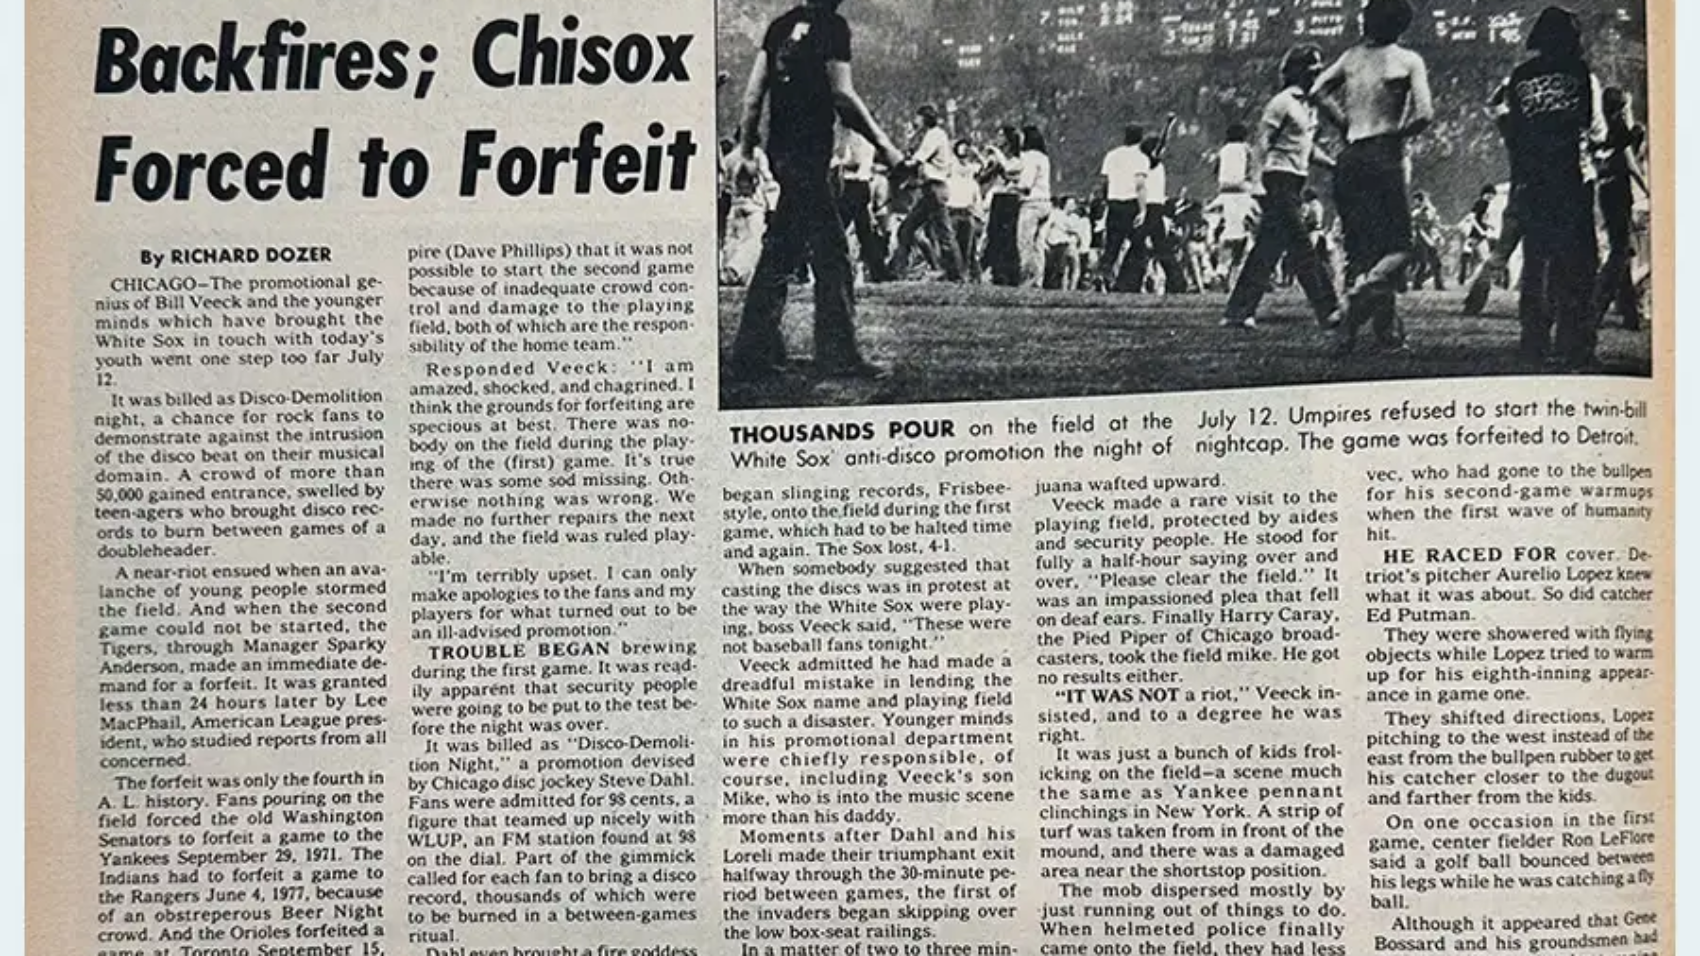 Backfires; Chisox
Forced to Forfeit
By RICHARD DOZER
CHICAGO—The promotional ge-
nius of Bill Veeck and the younger
minds which have brought the
White Sox in touch with today's
youth went one step too far July
12.
It was billed as Disco-Demolition
night, a chance for rock fans to
demonstrate against the intrusion
of the disco beat on their musical
domain. A crowd of more than
50,000 gained entrance, swelled by
teen-agers who brought disco rec-
ords to burn between games of a
doubleheader.
A near-riot ensued when an ava-
lanche of young people stormed
the field. And when the second
game could not be started, the
Tigers, through Manager Sparky
Anderson, made an immediate de-
mand for a forfeit. It was granted
less than 24 hours later by Lee
MacPhail, American League pres-
ident, who studied reports from all
concerned.
The forfeit was only the fourth in
A. L. history. Fans pouring on the
field forced the old Washington
Senators to forfeit a game to the
Yankees September 29, 1971. The
Indians had to forfeit a game to
the Rangers June 4, 1977, because
of an obstreperous Beer Night
crowd. And the Orioles forfeited a
game at Toronto September 15,
pire (Dave Phillips) that it was not
possible to start the second game
because of inadequate crowd con-
trol and damage to the playing
field, both of which are the respon-
sibility of the home team."
Responded Veeck: "I am
amazed, shocked, and chagrined. I
think the grounds for forfeiting are
specious at best. There was no-
body on the field during the play-
ing of the (first) game. It's true
there was some sod missing. Oth-
erwise nothing was wrong. We
made no further repairs the next
day, and the field was ruled play-
able.
"I'm terribly upset. I can only
make apologies to the fans and my
players for what turned out to be
an ill-advised promotion."
TROUBLE BEGAN brewing
during the first game. It was read-
ily apparent that security people
were going to be put to the test be-
fore the night was over.
It was billed as "Disco-Demoli-
tion Night," a promotion devised
by Chicago disc jockey Steve Dahl.
Fans were admitted for 98 cents, a
figure that teamed up nicely with
WLUP, an FM station found at 98
on the dial. Part of the gimmick
called for each fan to bring a disco
record, thousands of which were
to be burned in a between-games
ritual.
Dahl even brought a fire goddess
THOUSANDS POUR on the field at the
White Sox' anti-disco promotion the night of
July 12. Umpires refused to start the twin-bill
nightcap. The game was forfeited to Detroit.
began slinging records, Frisbee-
style, onto the field during the first
game, which had to be halted time
and again. The Sox lost, 4-1.
When somebody suggested that
casting the discs was in protest at
the way the White Sox were play-
ing, boss Veeck said, "These were
not baseball fans tonight."
Veeck admitted he had made a
dreadful mistake in lending the
White Sox name and playing field
to such a disaster. Younger minds
in his promotional department
were chiefly responsible, of
course, including Veeck's son
Mike, who is into the music scene
more than his daddy.
Moments after Dahl and his
Loreli made their triumphant exit
halfway through the 30-minute pe-
riod between games, the first of
the invaders began skipping over
the low box-seat railings.
In a matter of two to three min-
juana wafted upward.
Veeck made a rare visit to the
playing field, protected by aides
and security people. He stood for
fully a half-hour saying over and
over, "Please clear the field." It
was an impassioned plea that fell
on deaf ears. Finally Harry Caray,
the Pied Piper of Chicago broad-
casters, took the field mike. He got
no results either.
"IT WAS NOT a riot," Veeck in-
sisted, and to a degree he was
right.
It was just a bunch of kids frol-
icking on the field—a scene much
the same as Yankee pennant
clinchings in New York. A strip of
turf was taken from in front of the
mound, and there was a damaged
area near the shortstop position.
The mob dispersed mostly by
just running out of things to do.
When helmeted police finally
came onto the field, they had less
vec, who had gone to the bullpen
for his second-game warmups
when the first wave of humanity
hit.
HE RACED FOR cover. De-
triot's pitcher Aurelio Lopez knew
what it was about. So did catcher
Ed Putman.
They were showered with flying
objects while Lopez tried to warm
up for his eighth-inning appear-
ance in game one.
They shifted directions, Lopez
pitching to the west instead of the
east from the bullpen rubber to get
his catcher closer to the dugout
and farther from the kids.
On one occasion in the first
game, center fielder Ron LeFlore
said a golf ball bounced between
his legs while he was catching a fly
ball.
Although it appeared that Gene
Bossard and his groundsmen had